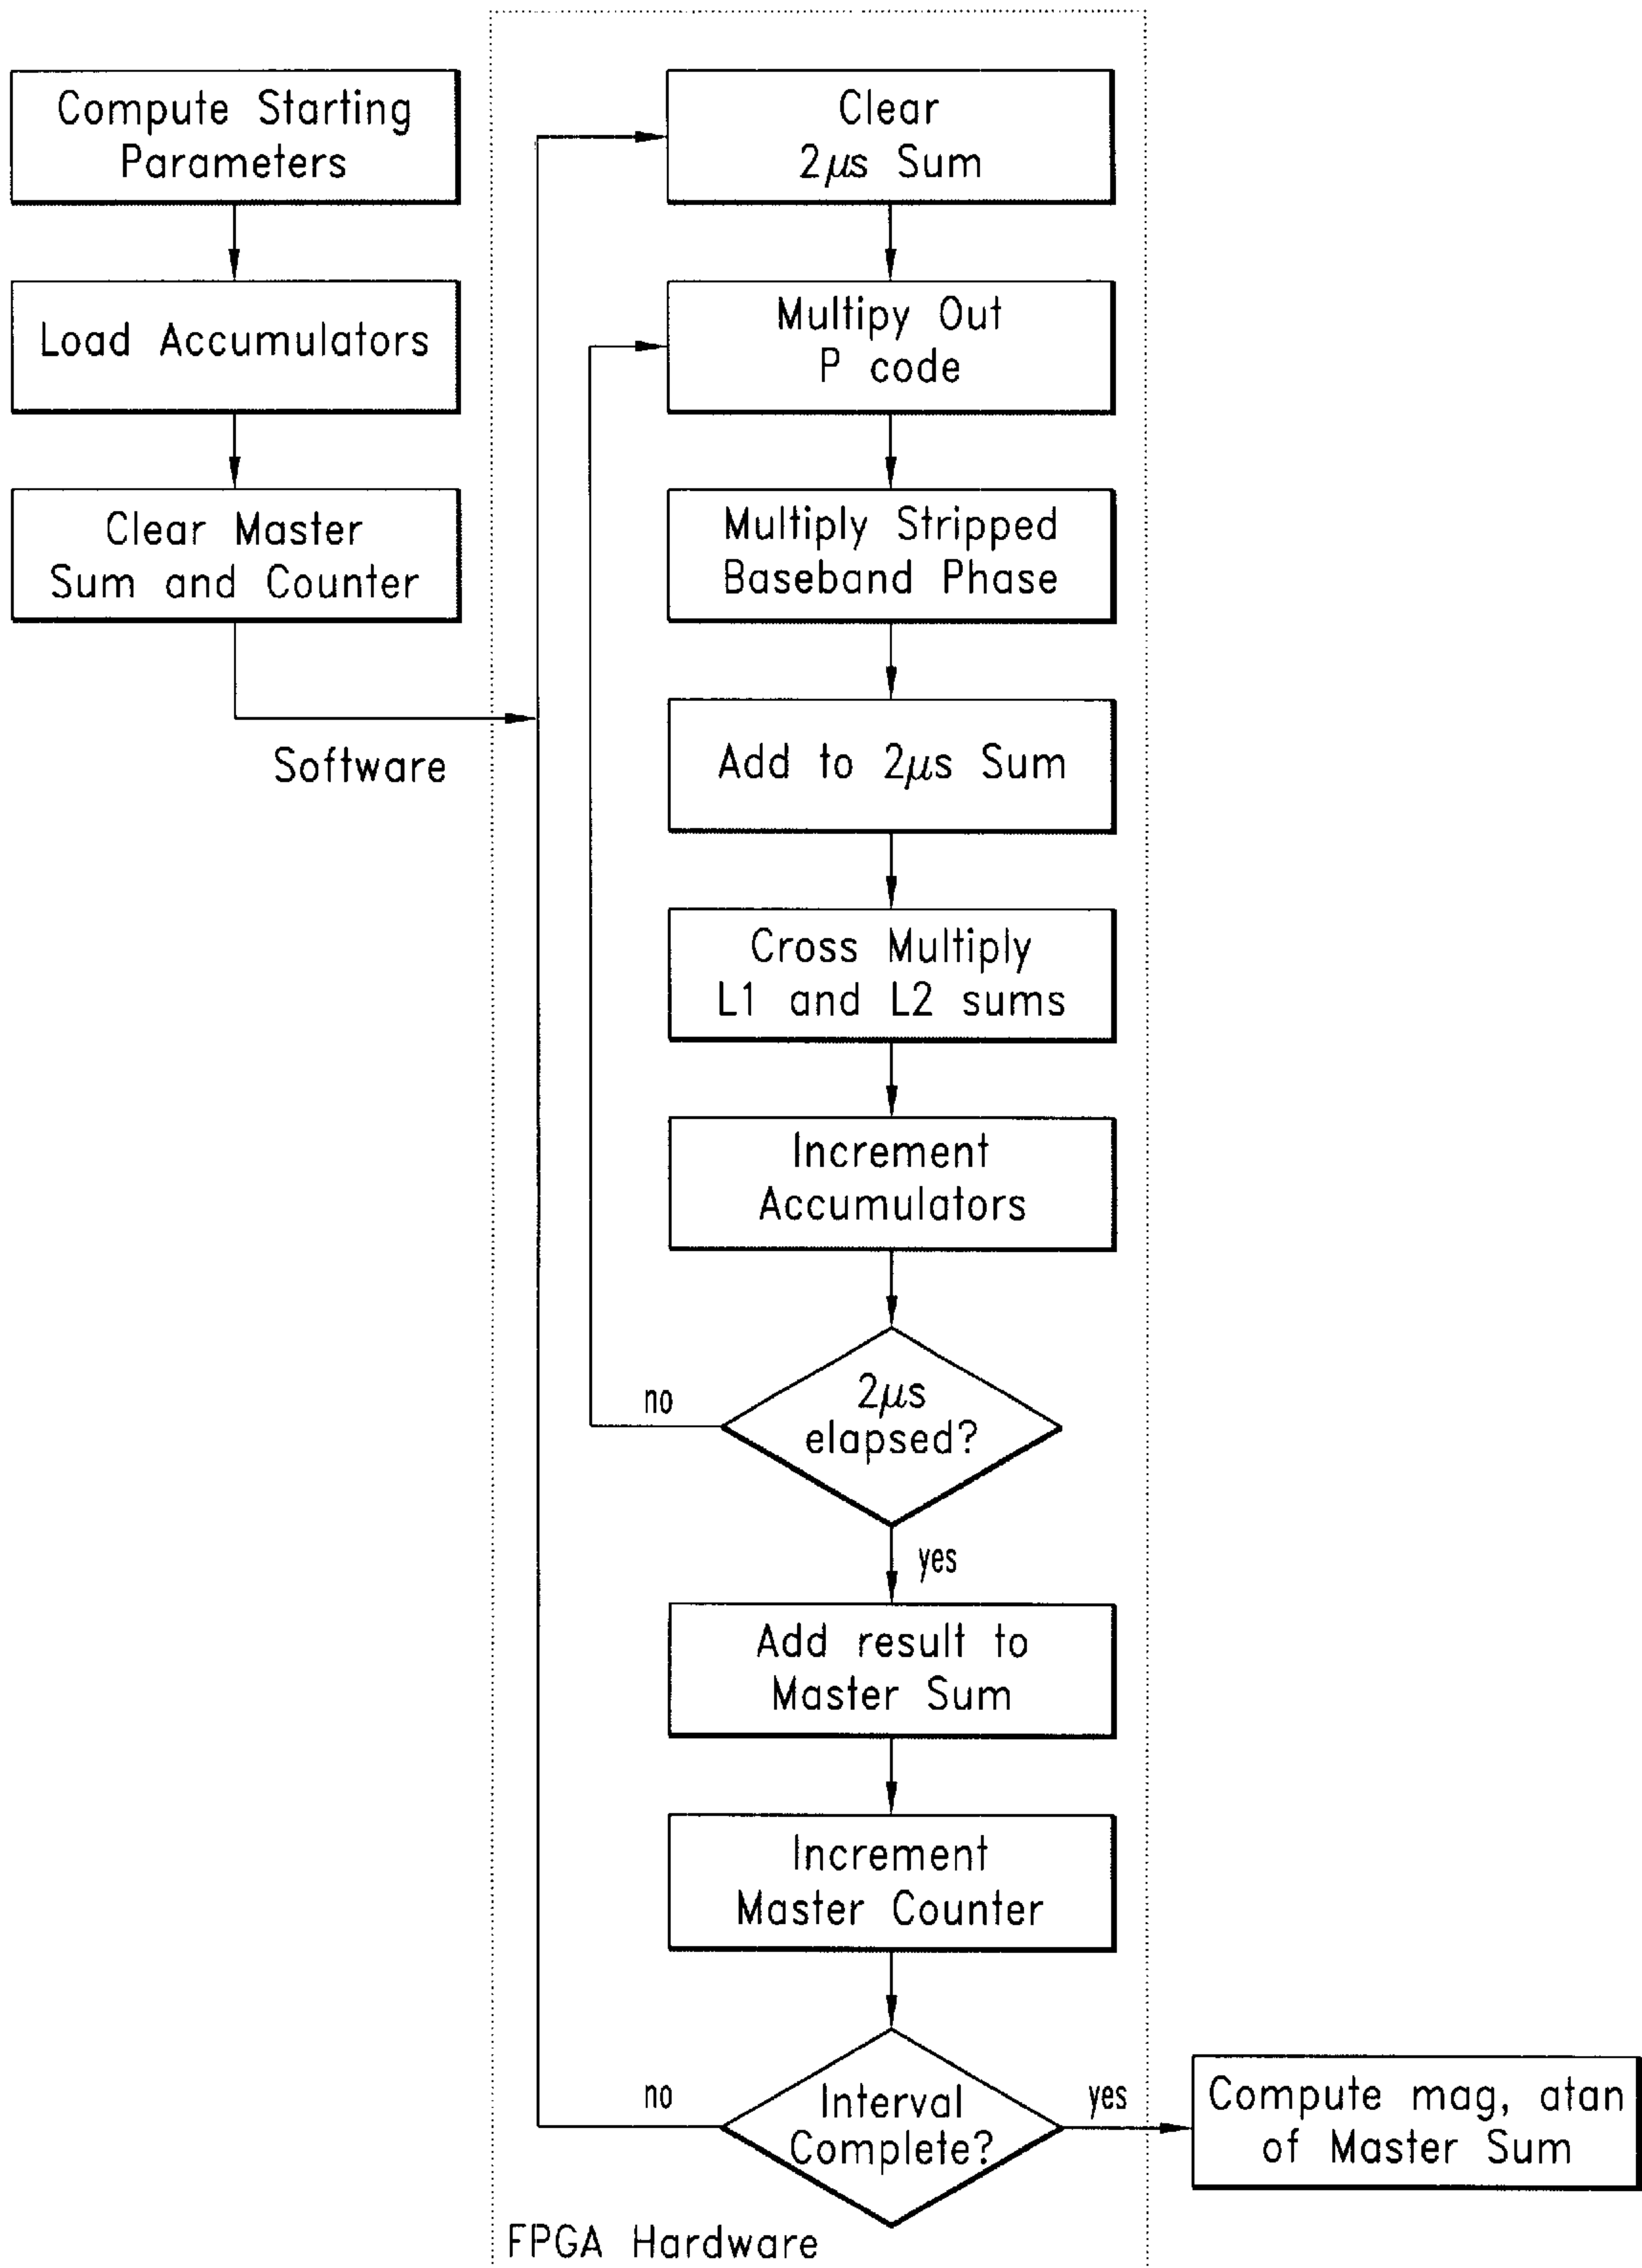 Compute Starting
Parameters
Load Accumulators
Clear Master
Sum and Counter
Software
Clear
2μs Sum
Multipy Out
P code
Multiply Stripped
Baseband Phase
Add to 2μs Sum
Cross Multiply
L1 and L2 sums
Increment
Accumulators
2μs
elapsed?
no
yes
Add result to
Master Sum
Increment
Master Counter
Interval
Complete?
no
yes
Compute mag, atan
of Master Sum
FPGA Hardware